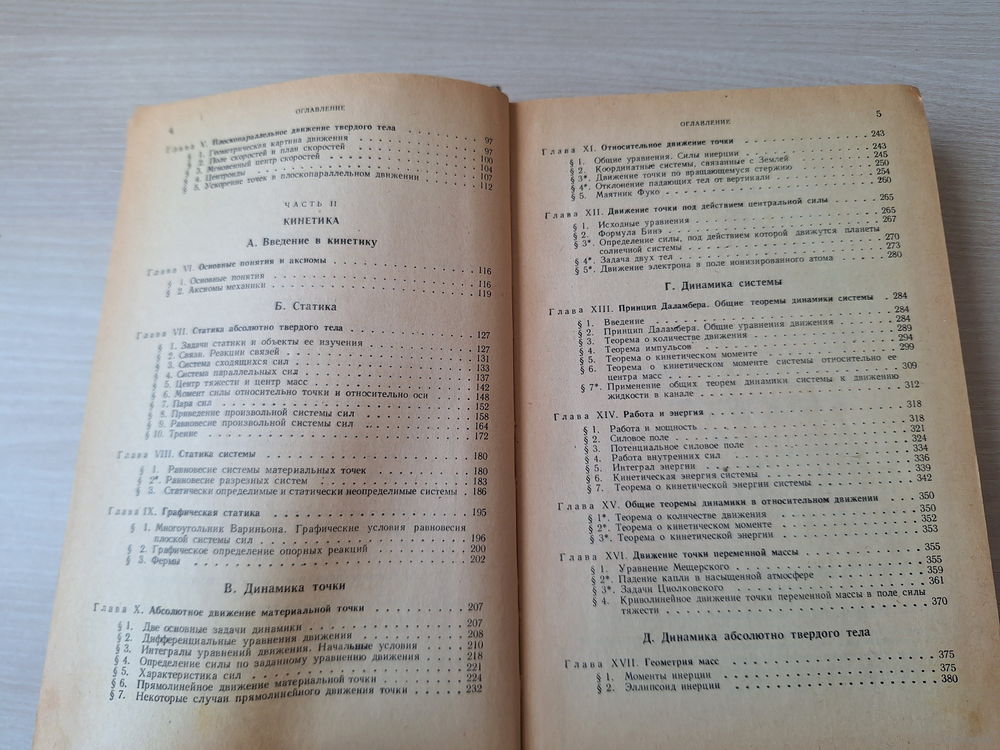 4
ОГЛАВЛЕНИЕ
Глава V. Плоскопараллельное движение твердого тела . . . 97
§ 1. Геометрическая картина движения . . . 97
§ 2. Поле скоростей и план скоростей . . . 100
§ 3. Мгновенный центр скоростей . . . 104
§ 4. Центроиды . . . 107
§ 5. Ускорение точек в плоскопараллельном движении . . . 112
ЧАСТЬ II
КИНЕТИКА
А. Введение в кинетику
Глава VI. Основные понятия и аксиомы . . . 116
§ 1. Основные понятия . . . 116
§ 2. Аксиомы механики . . . 119
Б. Статика
Глава VII. Статика абсолютно твердого тела . . . 127
§ 1. Задачи статики и объекты ее изучения . . . 127
§ 2. Связи. Реакции связей . . . 131
§ 3. Система сходящихся сил . . . 133
§ 4. Система параллельных сил . . . 137
§ 5. Центр тяжести и центр масс . . . 142
§ 6. Момент силы относительно точки и относительно оси . . . 148
§ 7. Пара сил . . . 152
§ 8. Приведение произвольной системы сил . . . 158
§ 9. Равновесие произвольной системы сил . . . 164
§ 10. Трение . . . 172
Глава VIII. Статика системы . . . 180
§ 1. Равновесие системы материальных точек . . . 180
§ 2*. Равновесие разрезных систем . . . 183
§ 3. Статически определимые и статически неопределимые системы . 186
Глава IX. Графическая статика . . . 195
§ 1. Многоугольник Вариньона. Графические условия равновесия
плоской системы сил . . . 196
§ 2. Графическое определение опорных реакций . . . 200
§ 3. Фермы . . . 202
В. Динамика точки
Глава X. Абсолютное движение материальной точки . . . 207
§ 1. Две основные задачи динамики . . . 207
§ 2. Дифференциальные уравнения движения . . . 208
§ 3. Интегралы уравнений движения. Начальные условия . . . 210
§ 4. Определение силы по заданному уравнению движения . . . 218
§ 5. Характеристика сил . . . 221
§ 6. Прямолинейное движение материальной точки . . . 224
§ 7. Некоторые случаи прямолинейного движения точки . . . 232
ОГЛАВЛЕНИЕ
5
Глава XI. Относительное движение точки . . . 243
§ 1. Общие уравнения. Силы инерции . . . 243
§ 2. Координатные системы, связанные с Землей . . . 245
§ 3*. Движение точки по вращающемуся стержню . . . 250
§ 4*. Отклонение падающих тел от вертикали . . . 254
§ 5. Маятник Фуко . . . 260
Глава XII. Движение точки под действием центральной силы . . . 265
§ 1. Исходные уравнения . . . 265
§ 2. Формула Бинэ . . . 267
§ 3*. Определение силы, под действием которой движутся планеты
солнечной системы . . . 270
§ 4*. Задача двух тел . . . 273
§ 5*. Движение электрона в поле ионизированного атома . . . 280
Г. Динамика системы
Глава XIII. Принцип Даламбера. Общие теоремы динамики системы . 284
§ 1. Введение . . . 284
§ 2. Принцип Даламбера. Общие уравнения движения . . . 284
§ 3. Теорема о количестве движения . . . 289
§ 4. Теорема импульсов . . . 294
§ 5. Теорема о кинетическом моменте . . . 299
§ 6. Теорема о кинетическом моменте системы относительно ее
центра масс . . . 309
§ 7*. Применение общих теорем динамики системы к движению
жидкости в канале . . . 312
Глава XIV. Работа и энергия . . . 318
§ 1. Работа и мощность . . . 318
§ 2. Силовое поле . . . 321
§ 3. Потенциальное силовое поле . . . 324
§ 4. Работа внутренних сил . . . 334
§ 5. Интеграл энергии . . . 336
§ 6. Кинетическая энергия системы . . . 339
§ 7. Теорема о кинетической энергии системы . . . 342
Глава XV. Общие теоремы динамики в относительном движении . . . 350
§ 1*. Теорема о количестве движения . . . 350
§ 2*. Теорема о кинетическом моменте . . . 352
§ 3*. Теорема о кинетической энергии . . . 353
Глава XVI. Движение точки переменной массы . . . 355
§ 1. Уравнение Мещерского . . . 355
§ 2*. Падение капли в насыщенной атмосфере . . . 359
§ 3*. Задачи Циолковского . . . 361
§ 4. Криволинейное движение точки переменной массы в поле силы
тяжести . . . 370
Д. Динамика абсолютно твердого тела
Глава XVII. Геометрия масс . . . 375
§ 1. Моменты инерции . . . 375
§ 2. Эллипсоид инерции . . . 380